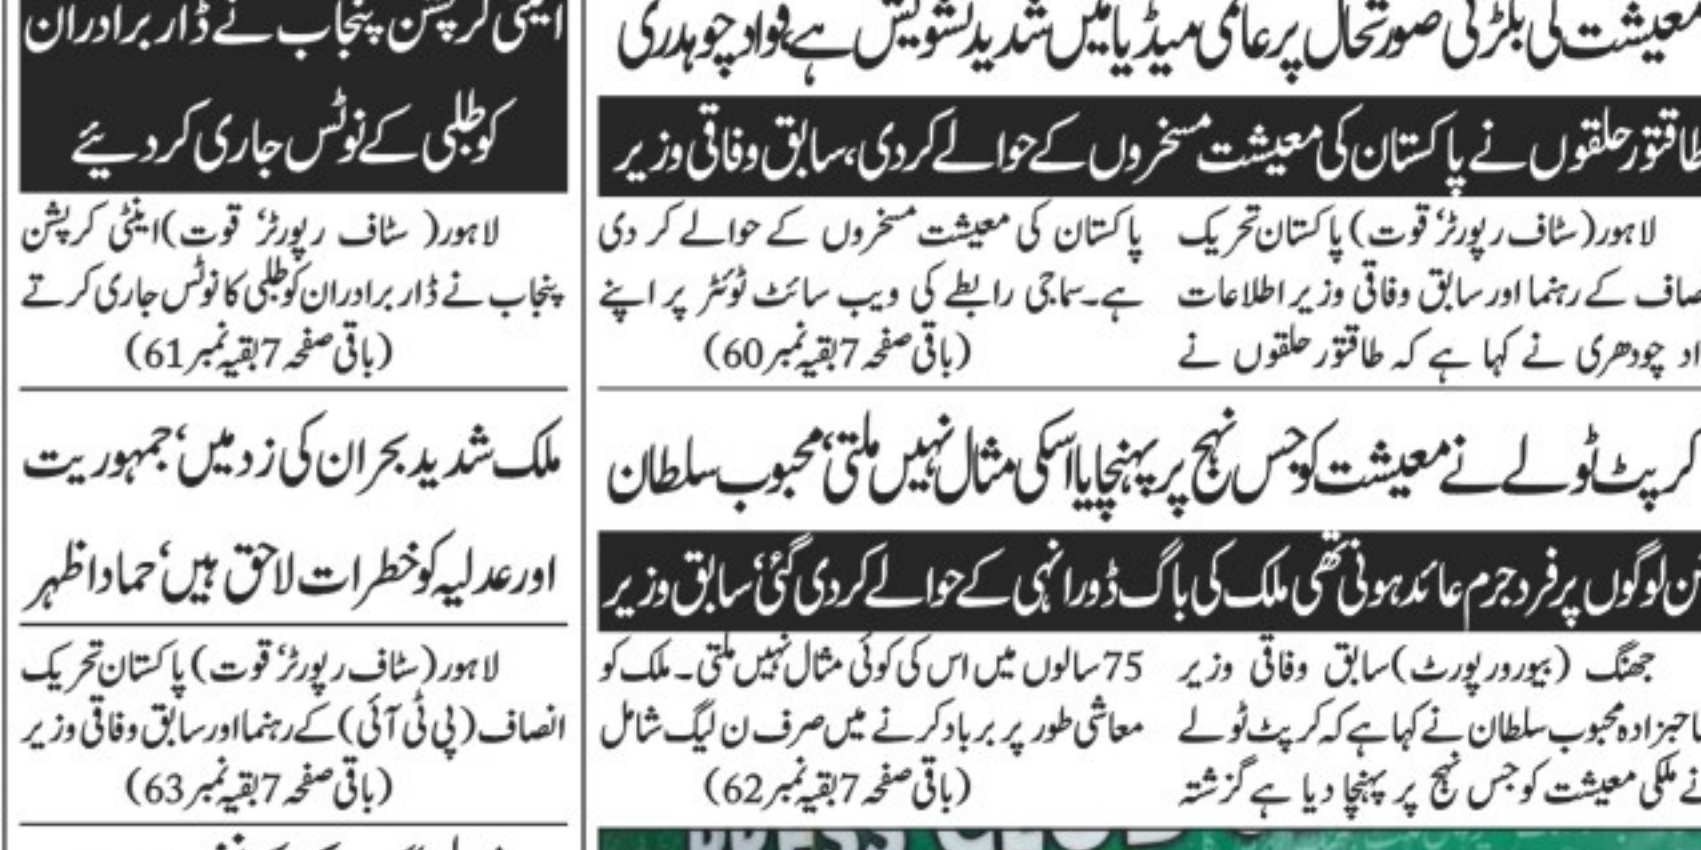 معیشت کی بگڑتی صورتحال پر عالمی میڈیا میں شدید تشویش ہے، فواد چوہدری
طاقتور حلقوں نے پاکستان کی معیشت مسخروں کے حوالے کردی، سابق وفاقی وزیر
لاہور( سٹاف رپورٹر، قوت) پاکستان تحریک
صاف کے رہنما اور سابق وفاقی وزیر اطلاعات
اد چودھری نے کہا ہے کہ طاقتور حلقوں نے
پاکستان کی معیشت مسخروں کے حوالے کر دی
ہے۔ سماجی رابطے کی ویب سائٹ ٹوئٹر پر اپنے
(باقی صفحہ 7 بقیہ نمبر 60)
کرپٹ ٹولے نے معیشت کو جس نہج پر پہنچایا اسکی مثال نہیں ملتی، محبوب سلطان
ن لوگوں پر فرد جرم عائد ہونی تھی ملک کی باگ ڈور انہی کے حوالے کردی گئی، سابق وزیر
جھنگ (بیورورپورٹ) سابق وفاقی وزیر
احبزادہ محبوب سلطان نے کہا ہے کہ کرپٹ ٹولے
نے ملکی معیشت کو جس نہج پر پہنچا دیا ہے گزشتہ
75 سالوں میں اس کی کوئی مثال نہیں ملتی۔ ملک کو
معاشی طور پر برباد کرنے میں صرف ن لیگ شامل
(باقی صفحہ 7 بقیہ نمبر 62)
اینٹی کرپشن پنجاب نے ڈار برادران
کو طلبی کے نوٹس جاری کردیئے
لاہور( سٹاف رپورٹر، قوت) اینٹی کرپشن
پنجاب نے ڈار برادران کو طلبی کا نوٹس جاری کرتے
(باقی صفحہ 7 بقیہ نمبر 61)
ملک شدید بحران کی زد میں، جمہوریت
اور عدلیہ کو خطرات لاحق ہیں، حماد اظہر
لاہور( سٹاف رپورٹر، قوت) پاکستان تحریک
انصاف (پی ٹی آئی) کے رہنما اور سابق وفاقی وزیر
(باقی صفحہ 7 بقیہ نمبر 63)